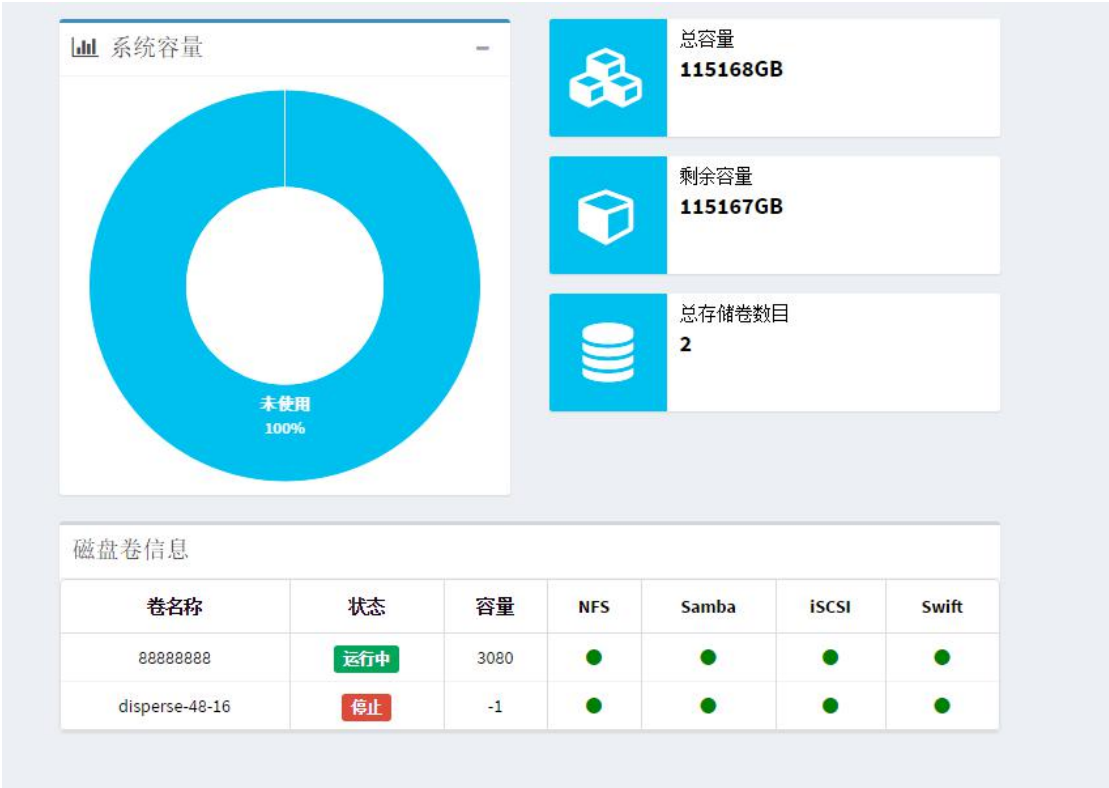 系统容量
未使用
100%
总容量
115168GB
剩余容量
115167GB
总存储卷数目
2
磁盘卷信息
卷名称 状态 容量 NFS Samba iSCSI Swift
88888888 运行中 3080
disperse-48-16 停止 -1